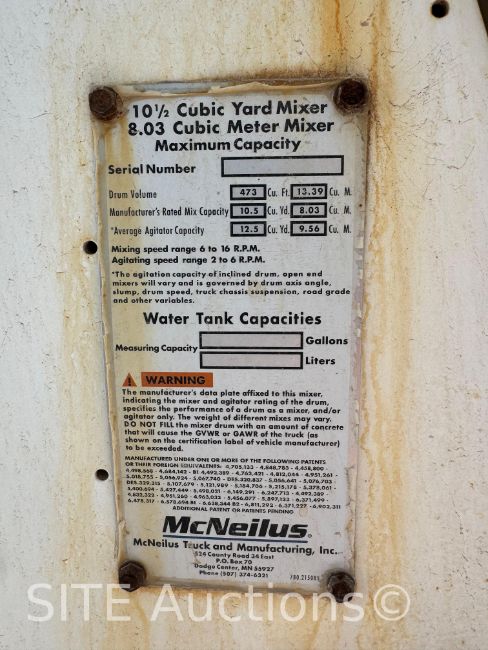 10½ Cubic Yard Mixer
8.03 Cubic Meter Mixer
Maximum Capacity
Serial Number
Drum Volume 473 Cu. Ft. 13.39 Cu. M.
Manufacturer's Rated Mix Capacity 10.5 Cu. Yd. 8.03 Cu. M.
*Average Agitator Capacity 12.5 Cu. Yd. 9.56 Cu. M.
Mixing speed range 6 to 16 R.P.M.
Agitating speed range 2 to 6 R.P.M.
*The agitation capacity of inclined drum, open end
mixers will vary and is governed by drum axis angle,
slump, drum speed, truck chassis suspension, road grade
and other variables.
Water Tank Capacities
Measuring Capacity Gallons
Liters
WARNING
The manufacturer's data plate affixed to this mixer,
indicating the mixer and agitator rating of the drum,
specifies the performance of a drum as a mixer, and/or
agitator only. The weight of different mixes may vary.
DO NOT FILL the mixer drum with an amount of concrete
that will cause the GVWR or GAWR of the truck (as
shown on the certification label of vehicle manufacturer)
to be exceeded.
MANUFACTURED UNDER ONE OR MORE OF THE FOLLOWING PATENTS
OR THEIR FOREIGN EQUIVALENTS: 4,705,133 - 4,848,783 -
ADDITIONAL PATENTS OR PATENTS PENDING
McNeilus
McNeilus Truck and Manufacturing, Inc.
524 County Road 34 East
P.O. Box 70
Dodge Center, MN 55927
Phone (507) 374-6321
SITE Auctions©